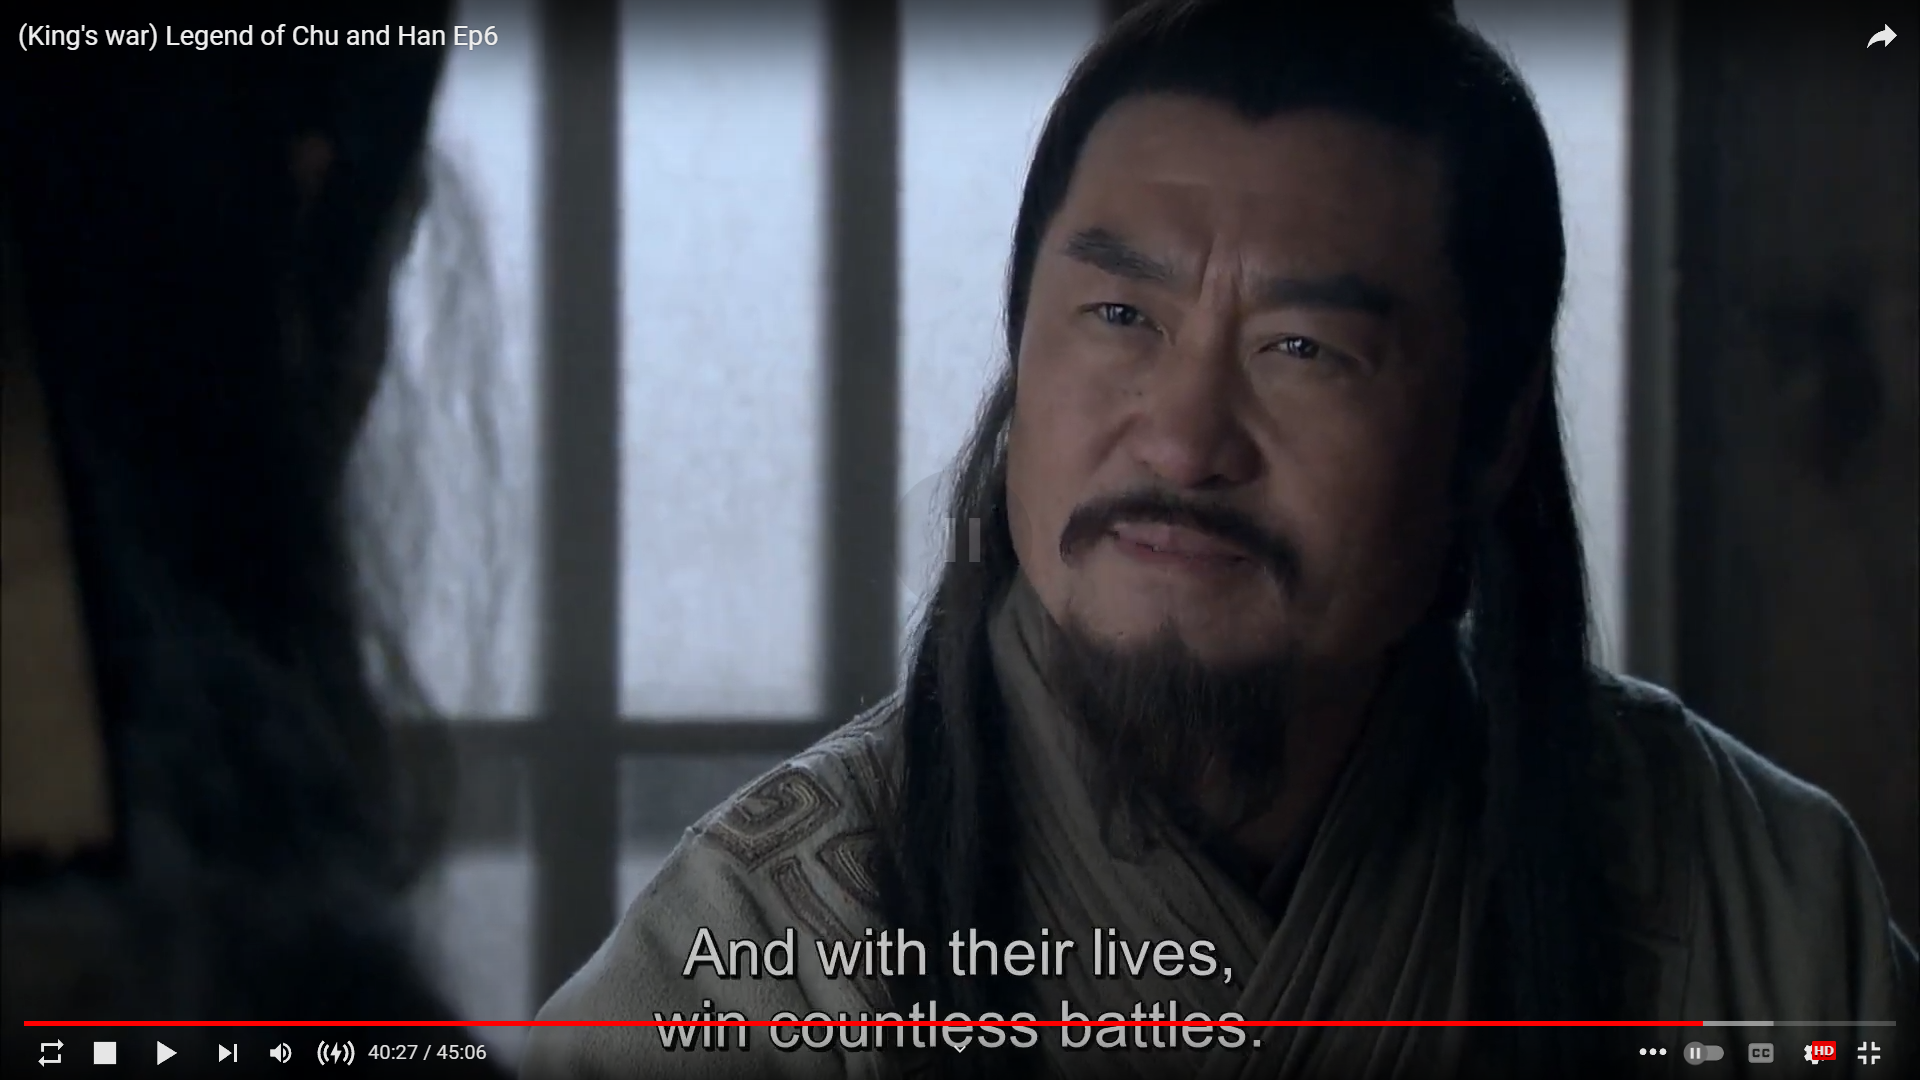 (King's war) Legend of Chu and Han Ep6
And with their lives,
win countless battles.
40:27 / 45:06
CC
HD